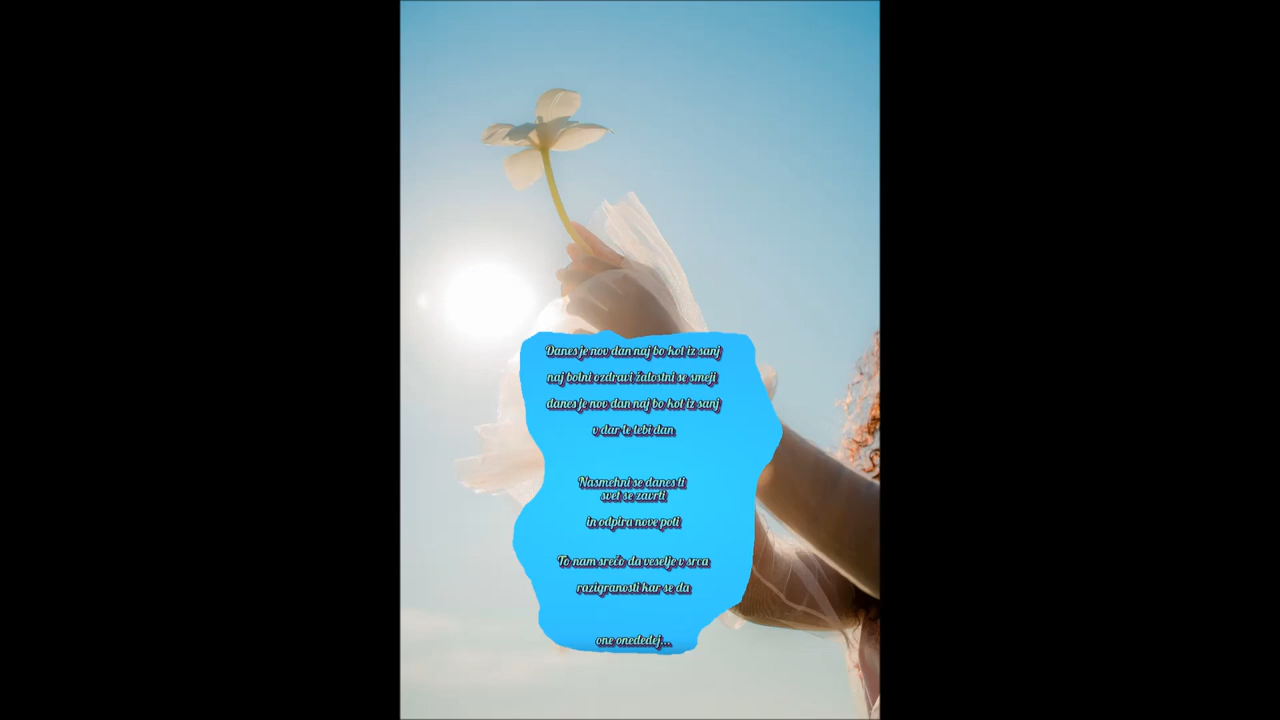 Danes je nov dan naj bo kot iz sanj
naj bolni ozdravi žalostni se smeji
danes je nov dan naj bo kot iz sanj
v dar te tebi dan
Nasmehni se danes ti
svet se zavrti
in odpira nove poti
To nam srečo da veselje v srca
razigranosti kar se da
one onededej...